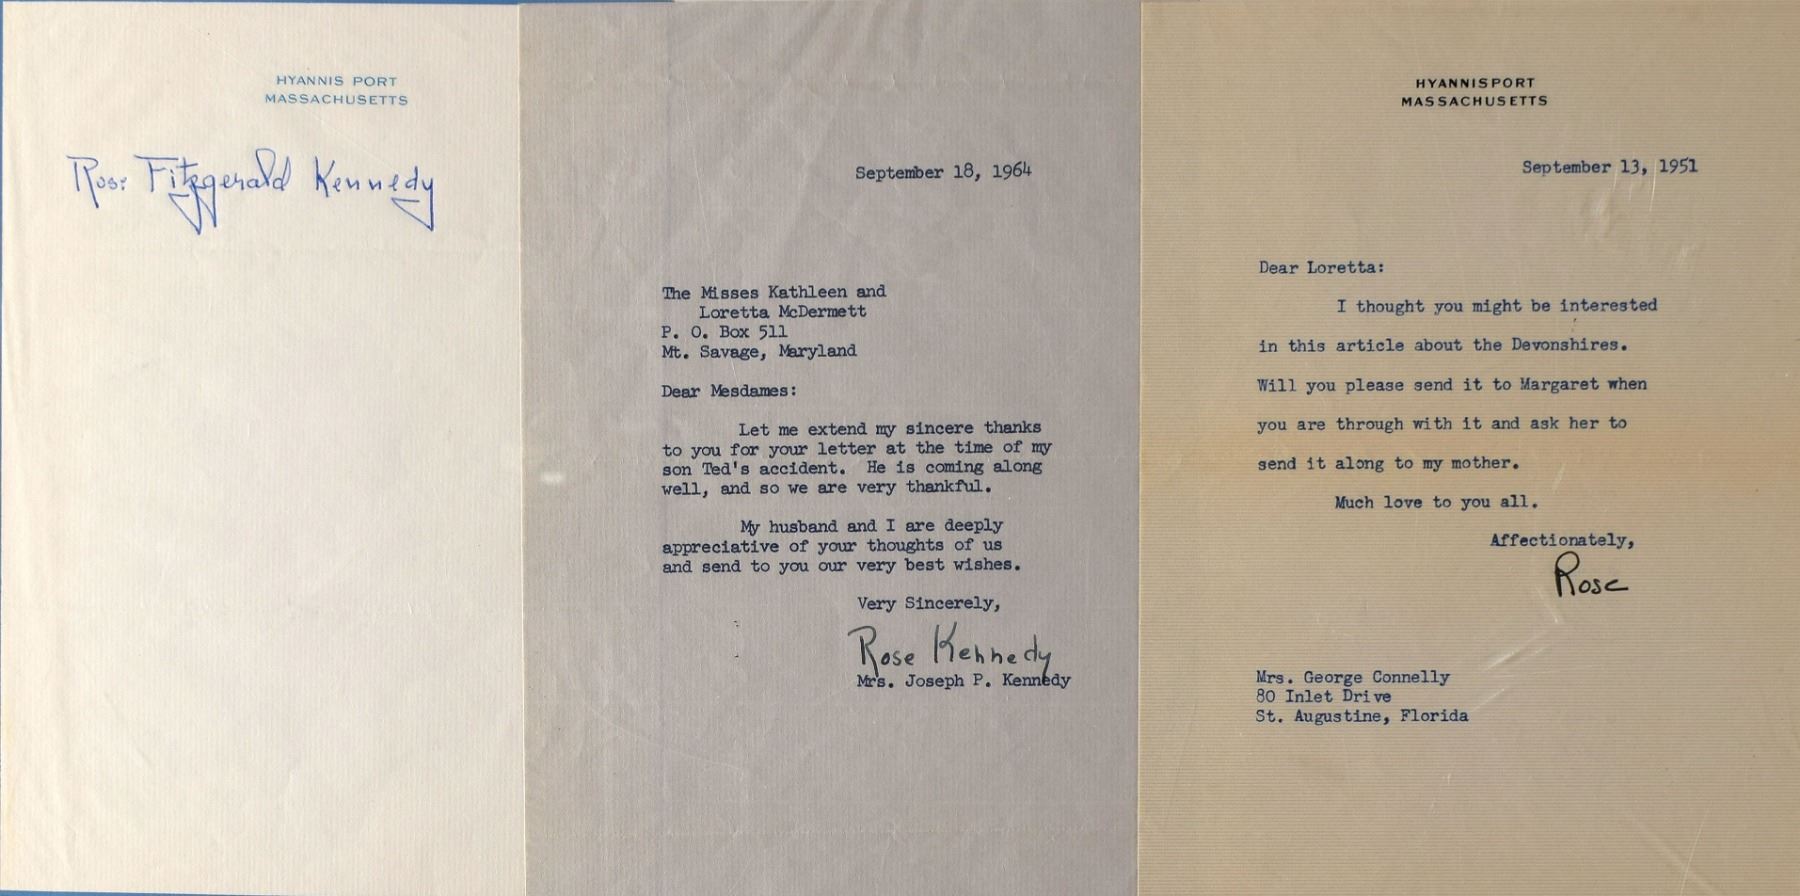 HYANNIS PORT
MASSACHUSETTS
Rose Fitzgerald Kennedy
September 18, 1964
The Misses Kathleen and
Loretta McDermett
P. O. Box 511
Mt. Savage, Maryland
Dear Mesdames:
Let me extend my sincere thanks
to you for your letter at the time of my
son Ted's accident. He is coming along
well, and so we are very thankful.
My husband and I are deeply
appreciative of your thoughts of us
and send to you our very best wishes.
Very Sincerely,
Rose Kennedy
Mrs. Joseph P. Kennedy
HYANNISPORT
MASSACHUSETTS
September 13, 1951
Dear Loretta:
I thought you might be interested
in this article about the Devonshires.
Will you please send it to Margaret when
you are through with it and ask her to
send it along to my mother.
Much love to you all.
Affectionately,
Rose
Mrs. George Connelly
80 Inlet Drive
St. Augustine, Florida